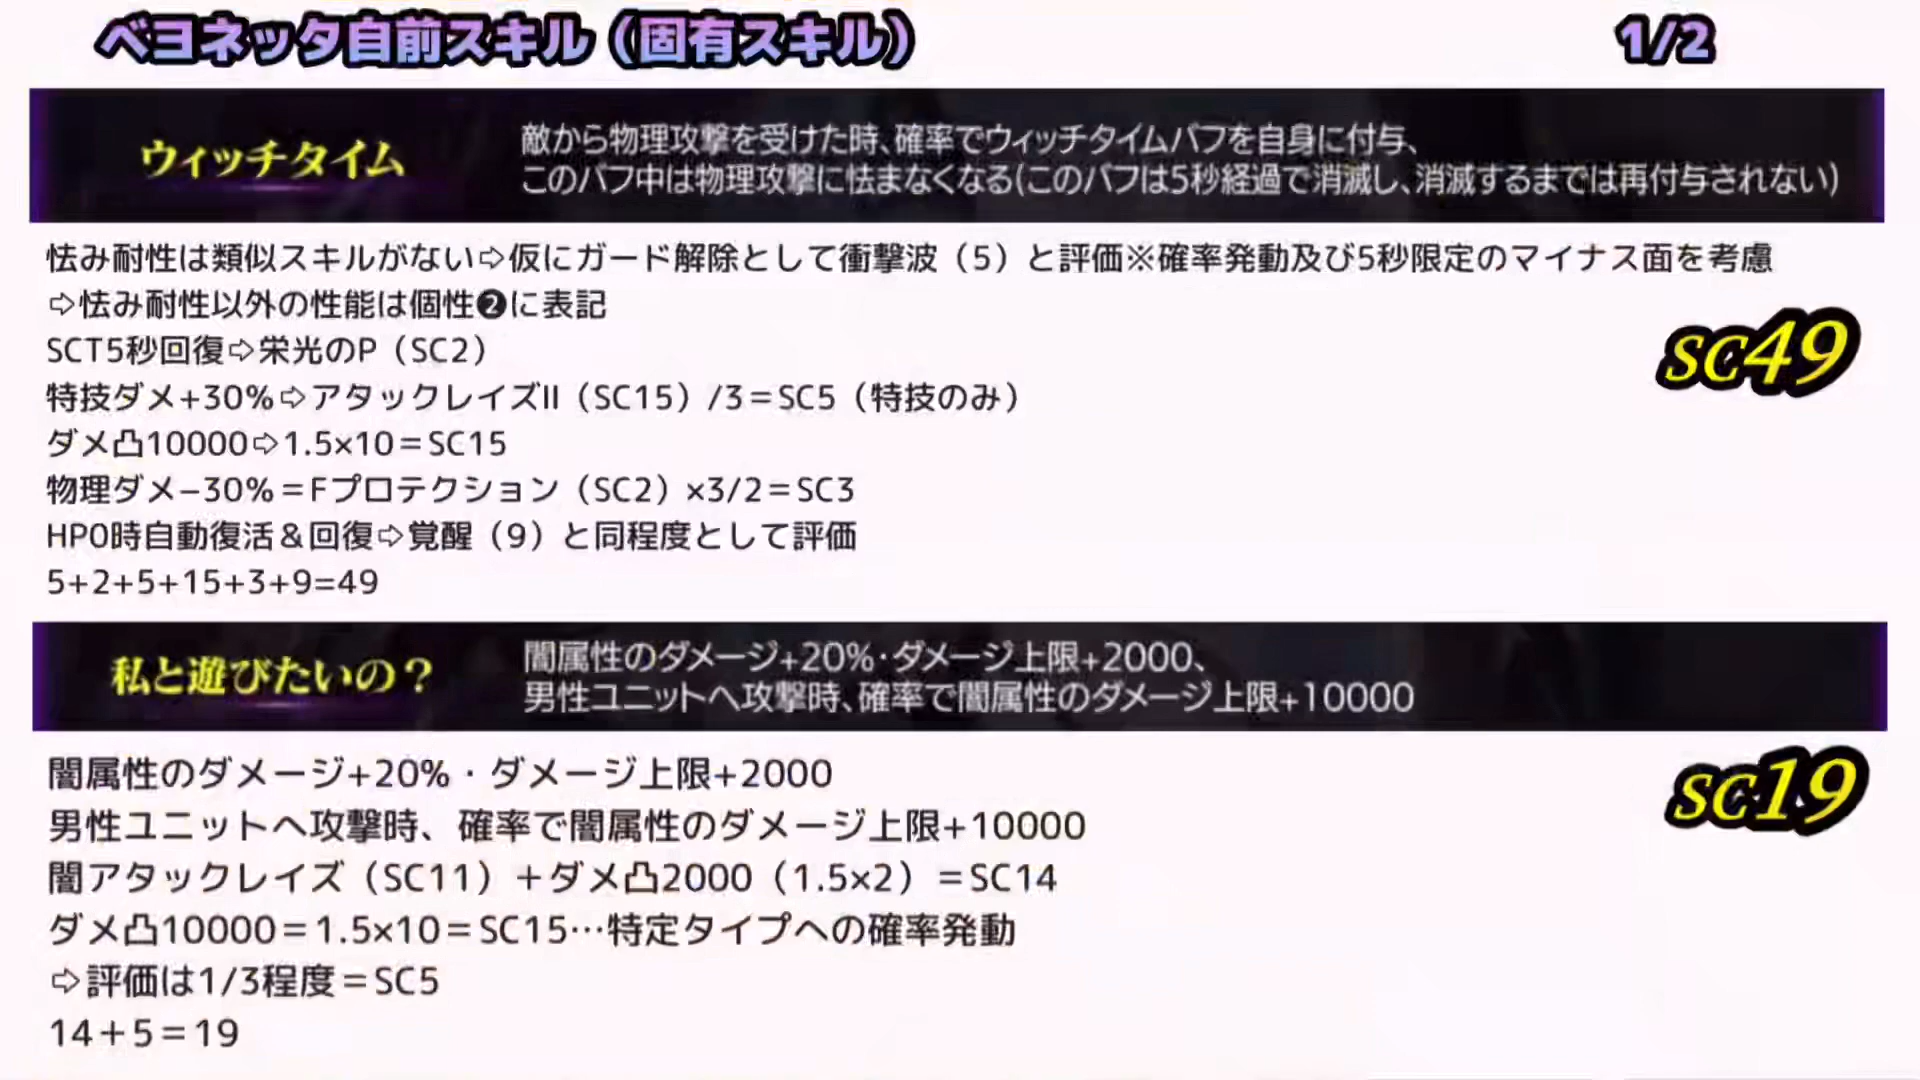 ベヨネッタ自前スキル（固有スキル）
1/2
ウィッチタイム
敵から物理攻撃を受けた時、確率でウィッチタイムバフを自身に付与、
このバフ中は物理攻撃に怯まなくなる(このバフは5秒経過で消滅し、消滅するまでは再付与されない)
怯み耐性は類似スキルがない⇨仮にガード解除として衝撃波（5）と評価※確率発動及び5秒限定のマイナス面を考慮
⇨怯み耐性以外の性能は個性❷に表記
SCT5秒回復⇨栄光のP（SC2）
特技ダメ+30%⇨アタックレイズII（SC15）/3＝SC5（特技のみ）
ダメ凸10000⇨1.5×10＝SC15
物理ダメ−30%＝Fプロテクション（SC2）×3/2＝SC3
HP0時自動復活＆回復⇨覚醒（9）と同程度として評価
5+2+5+15+3+9=49
SC49
私と遊びたいの？
闇属性のダメージ+20%・ダメージ上限+2000、
男性ユニットへ攻撃時、確率で闇属性のダメージ上限+10000
闇属性のダメージ+20%・ダメージ上限+2000
男性ユニットへ攻撃時、確率で闇属性のダメージ上限+10000
闇アタックレイズ（SC11）＋ダメ凸2000（1.5×2）＝SC14
ダメ凸10000＝1.5×10＝SC15…特定タイプへの確率発動
⇨評価は1/3程度＝SC5
14＋5＝19
SC19